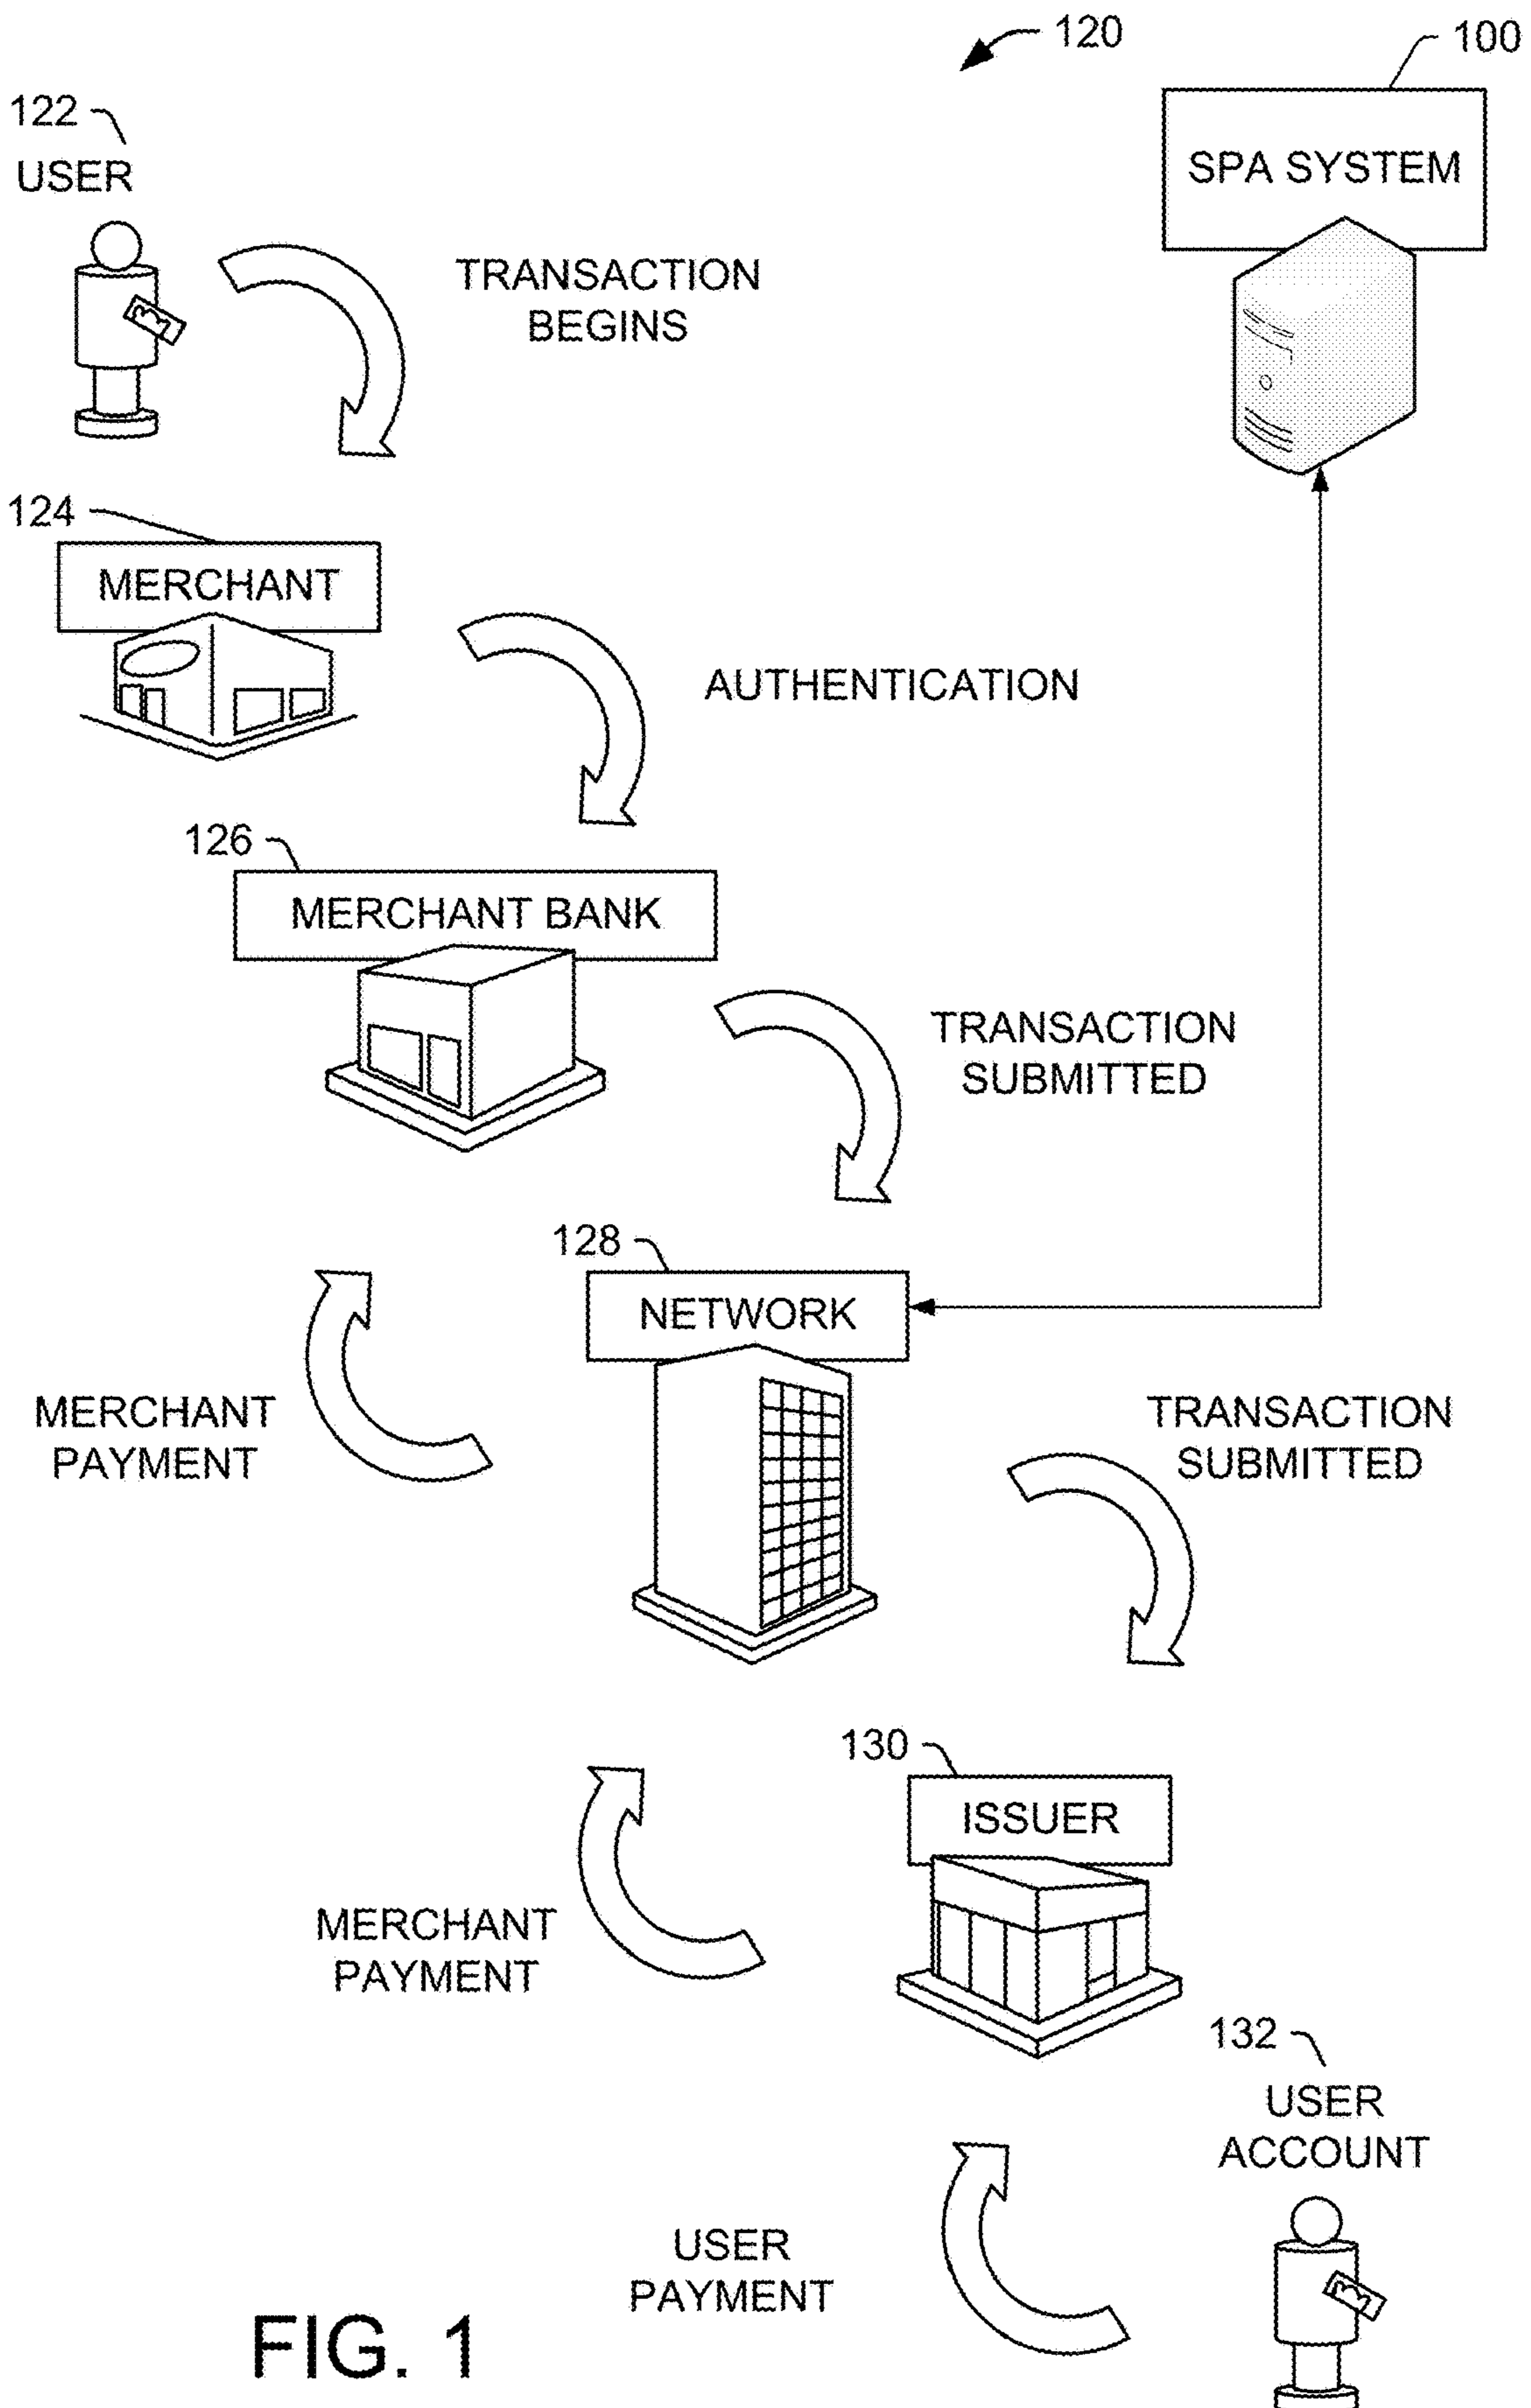 120
100
122
USER
SPA SYSTEM
TRANSACTION
BEGINS
124
MERCHANT
AUTHENTICATION
126
MERCHANT BANK
TRANSACTION
SUBMITTED
128
NETWORK
MERCHANT
PAYMENT
TRANSACTION
SUBMITTED
130
ISSUER
MERCHANT
PAYMENT
132
USER
ACCOUNT
USER
PAYMENT
FIG. 1